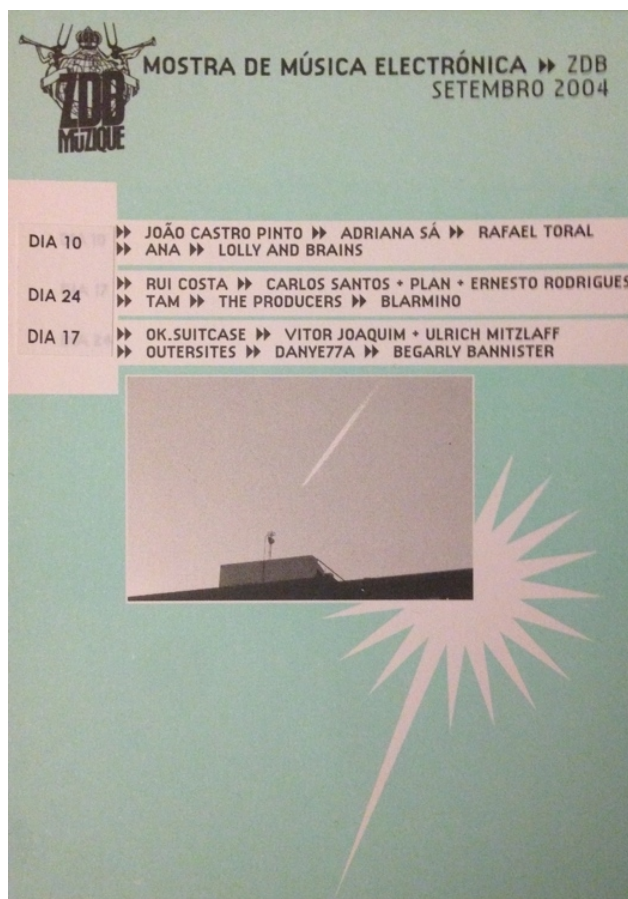 ZDB
MUZIQUE
MOSTRA DE MÚSICA ELECTRÓNICA ›› ZDB
SETEMBRO 2004
DIA 10
›› JOÃO CASTRO PINTO ›› ADRIANA SÁ ›› RAFAEL TORAL
›› ANA ›› LOLLY AND BRAINS
DIA 24
›› RUI COSTA ›› CARLOS SANTOS + PLAN + ERNESTO RODRIGUES
›› TAM ›› THE PRODUCERS ›› BLARMINO
DIA 17
›› OK.SUITCASE ›› VITOR JOAQUIM + ULRICH MITZLAFF
›› OUTERSITES ›› DANYE77A ›› BEGARLY BANNISTER